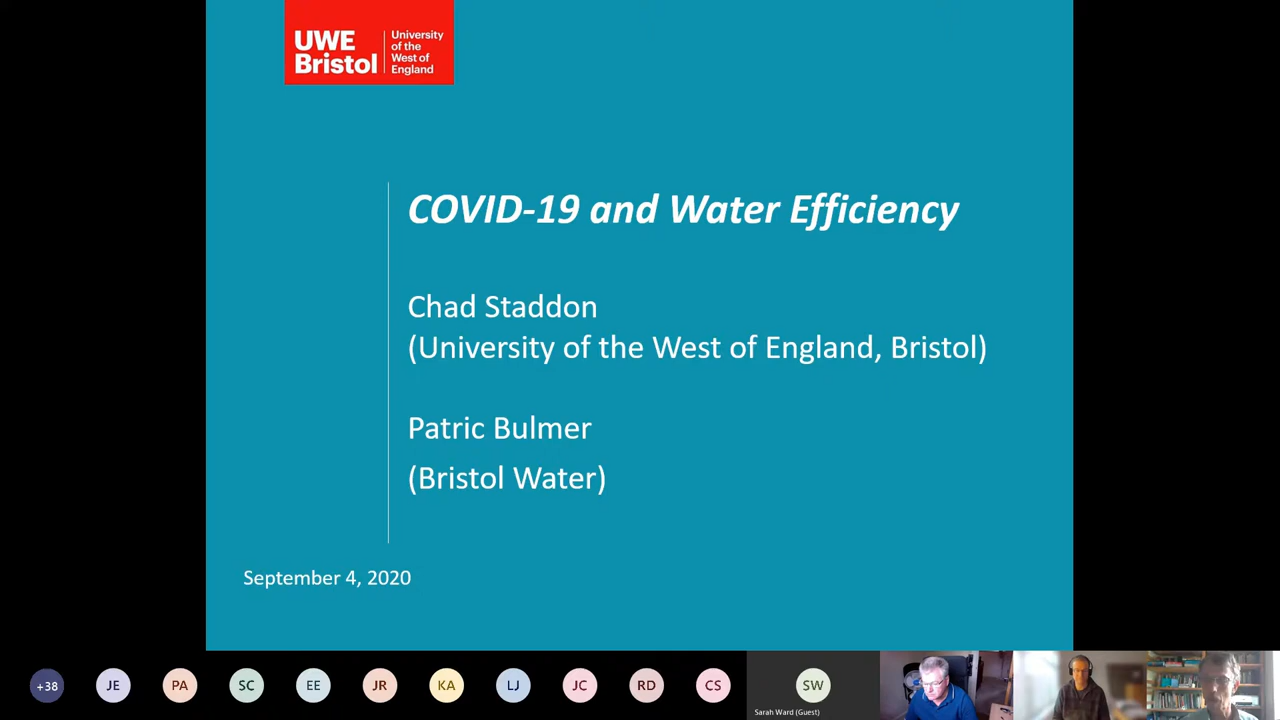 UWE
Bristol
University
of the
West of
England
COVID-19 and Water Efficiency
Chad Staddon
(University of the West of England, Bristol)
Patric Bulmer
(Bristol Water)
September 4, 2020
+38
JE
PA
SC
EE
JR
KA
LJ
JC
RD
CS
SW
Sarah Ward (Guest)